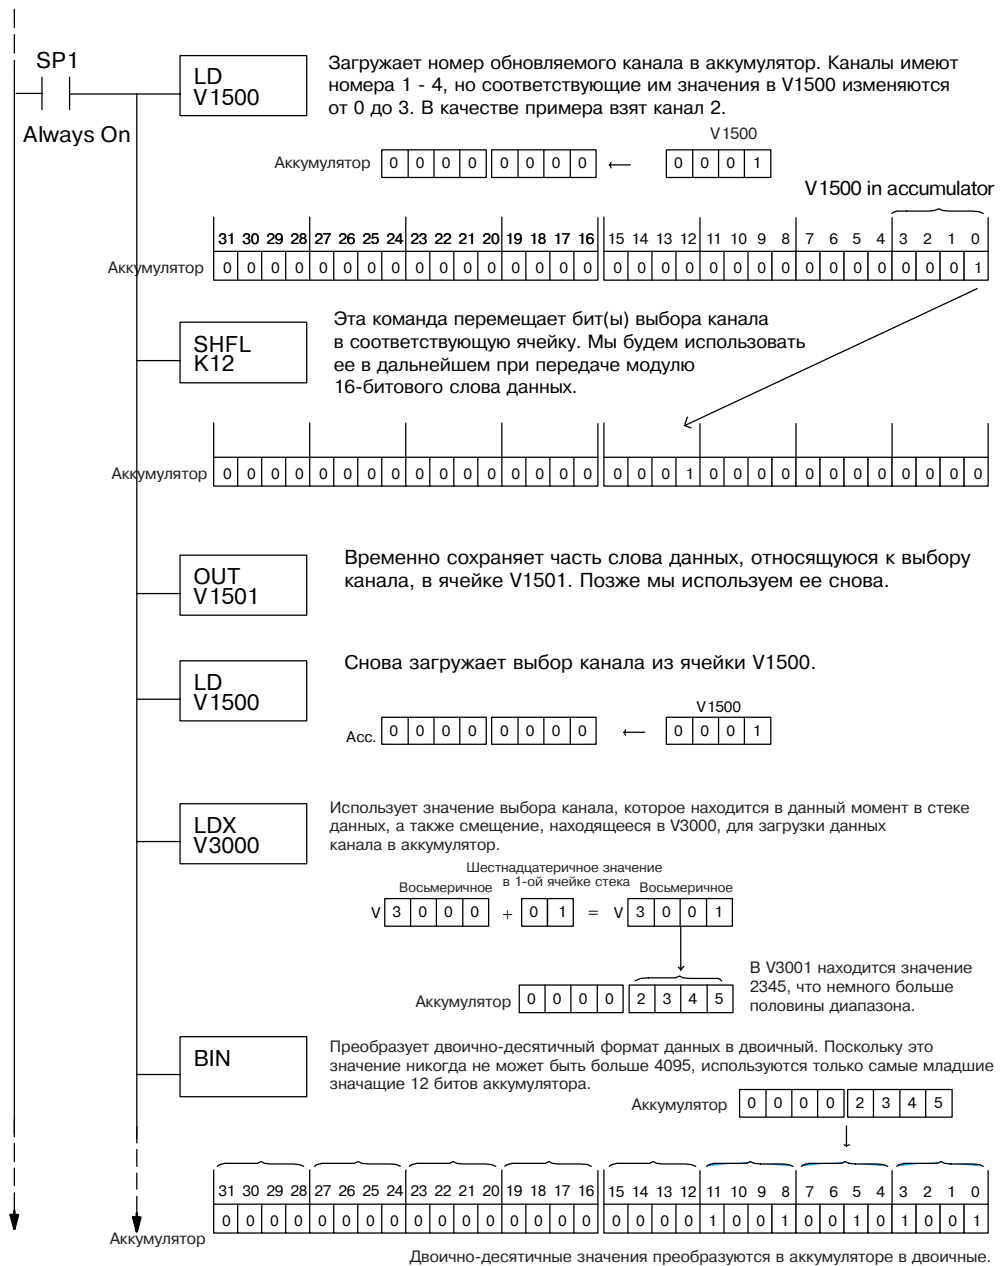 SP1
Always On
LD
V1500
Загружает номер обновляемого канала в аккумулятор. Каналы имеют
номера 1 - 4, но соответствующие им значения в V1500 изменяются
от 0 до 3. В качестве примера взят канал 2.
V1500
Аккумулятор 0 0 0 0 0 0 0 0 ← 0 0 0 1
V1500 in accumulator
31 30 29 28 27 26 25 24 23 22 21 20 19 18 17 16 15 14 13 12 11 10 9 8 7 6 5 4 3 2 1 0
Аккумулятор 0 0 0 0 0 0 0 0 0 0 0 0 0 0 0 0 0 0 0 0 0 0 0 0 0 0 0 0 0 0 0 1
SHFL
K12
Эта команда перемещает бит(ы) выбора канала
в соответствующую ячейку. Мы будем использовать
ее в дальнейшем при передаче модулю
16-битового слова данных.
Аккумулятор 0 0 0 0 0 0 0 0 0 0 0 0 0 0 0 0 0 0 0 1 0 0 0 0 0 0 0 0 0 0 0 0
OUT
V1501
Временно сохраняет часть слова данных, относящуюся к выбору
канала, в ячейке V1501. Позже мы используем ее снова.
LD
V1500
Снова загружает выбор канала из ячейки V1500.
V1500
Acc. 0 0 0 0 0 0 0 0 ← 0 0 0 1
LDX
V3000
Использует значение выбора канала, которое находится в данный момент в стеке
данных, а также смещение, находящееся в V3000, для загрузки данных
канала в аккумулятор.
Шестнадцатеричное значение
в 1-ой ячейке стека
Восьмеричное Восьмеричное
V 3 0 0 0 + 0 1 = V 3 0 0 1
Аккумулятор 0 0 0 0 2 3 4 5
В V3001 находится значение
2345, что немного больше
половины диапазона.
BIN
Преобразует двоично-десятичный формат данных в двоичный. Поскольку это
значение никогда не может быть больше 4095, используются только самые младшие
значащие 12 битов аккумулятора.
Аккумулятор 0 0 0 0 2 3 4 5
31 30 29 28 27 26 25 24 23 22 21 20 19 18 17 16 15 14 13 12 11 10 9 8 7 6 5 4 3 2 1 0
Аккумулятор 0 0 0 0 0 0 0 0 0 0 0 0 0 0 0 0 0 0 0 0 1 0 0 1 0 0 1 0 1 0 0 1
Двоично-десятичные значения преобразуются в аккумуляторе в двоичные.